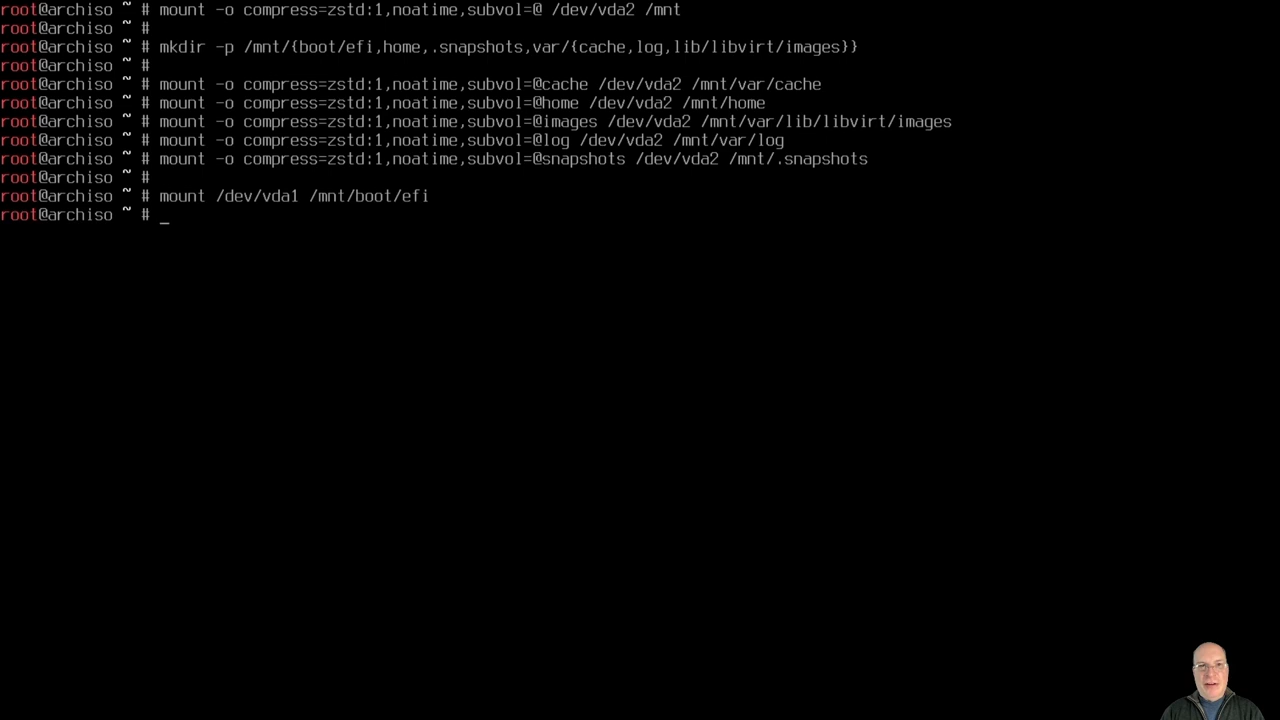 root@archiso ~ # mount -o compress=zstd:1,noatime,subvol=@ /dev/vda2 /mnt
root@archiso ~ #
root@archiso ~ # mkdir -p /mnt/{boot/efi,home,.snapshots,var/{cache,log,lib/libvirt/images}}
root@archiso ~ #
root@archiso ~ # mount -o compress=zstd:1,noatime,subvol=@cache /dev/vda2 /mnt/var/cache
root@archiso ~ # mount -o compress=zstd:1,noatime,subvol=@home /dev/vda2 /mnt/home
root@archiso ~ # mount -o compress=zstd:1,noatime,subvol=@images /dev/vda2 /mnt/var/lib/libvirt/images
root@archiso ~ # mount -o compress=zstd:1,noatime,subvol=@log /dev/vda2 /mnt/var/log
root@archiso ~ # mount -o compress=zstd:1,noatime,subvol=@snapshots /dev/vda2 /mnt/.snapshots
root@archiso ~ #
root@archiso ~ # mount /dev/vda1 /mnt/boot/efi
root@archiso ~ # _